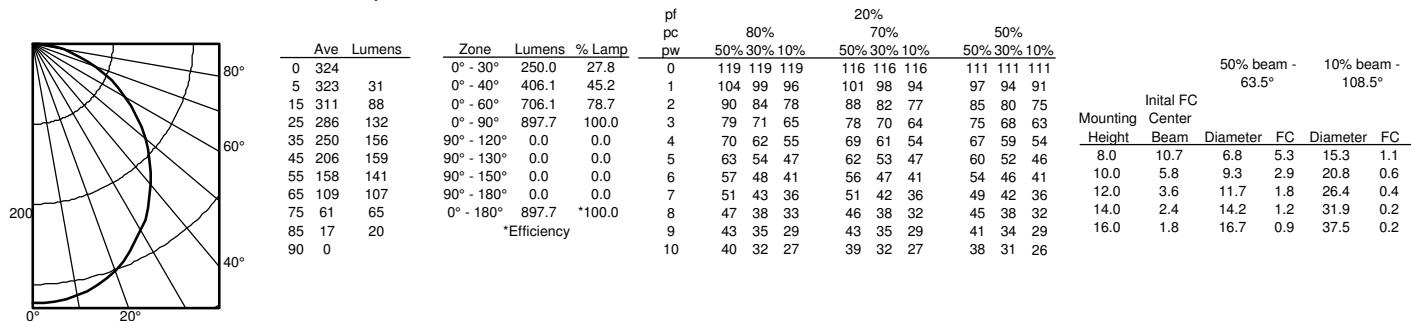 80°
60°
200
40°
0° 20°
Ave Lumens
0 324
5 323 31
15 311 88
25 286 132
35 250 156
45 206 159
55 158 141
65 109 107
75 61 65
85 17 20
90 0
Zone Lumens % Lamp
0° - 30° 250.0 27.8
0° - 40° 406.1 45.2
0° - 60° 706.1 78.7
0° - 90° 897.7 100.0
90° - 120° 0.0 0.0
90° - 130° 0.0 0.0
90° - 150° 0.0 0.0
90° - 180° 0.0 0.0
0° - 180° 897.7 *100.0
*Efficiency
pf 20%
pc 80% 70% 50%
pw 50% 30% 10% 50% 30% 10% 50% 30% 10%
0 119 119 119 116 116 116 111 111 111
1 104 99 96 101 98 94 97 94 91
2 90 84 78 88 82 77 85 80 75
3 79 71 65 78 70 64 75 68 63
4 70 62 55 69 61 54 67 59 54
5 63 54 47 62 53 47 60 52 46
6 57 48 41 56 47 41 54 46 41
7 51 43 36 51 42 36 49 42 36
8 47 38 33 46 38 32 45 38 32
9 43 35 29 43 35 29 41 34 29
10 40 32 27 39 32 27 38 31 26
50% beam - 10% beam -
63.5° 108.5°
Inital FC
Mounting Center
Height Beam Diameter FC Diameter FC
8.0 10.7 6.8 5.3 15.3 1.1
10.0 5.8 9.3 2.9 20.8 0.6
12.0 3.6 11.7 1.8 26.4 0.4
14.0 2.4 14.2 1.2 31.9 0.2
16.0 1.8 16.7 0.9 37.5 0.2